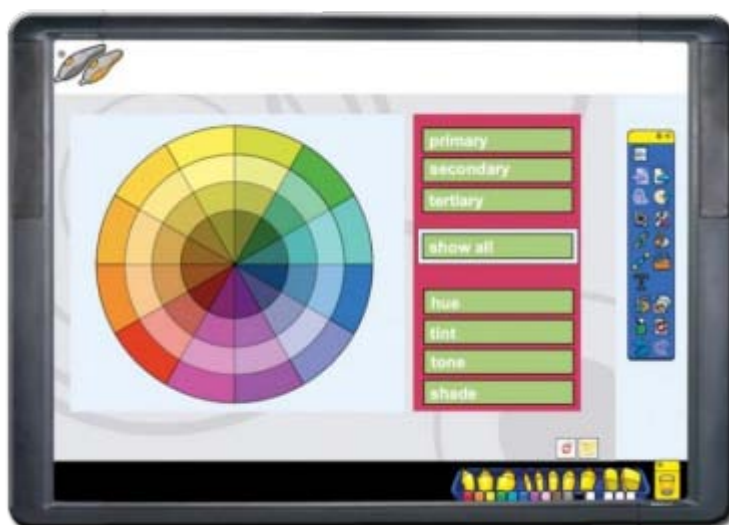 primary
secondary
tertiary
show all
hue
tint
tone
shade